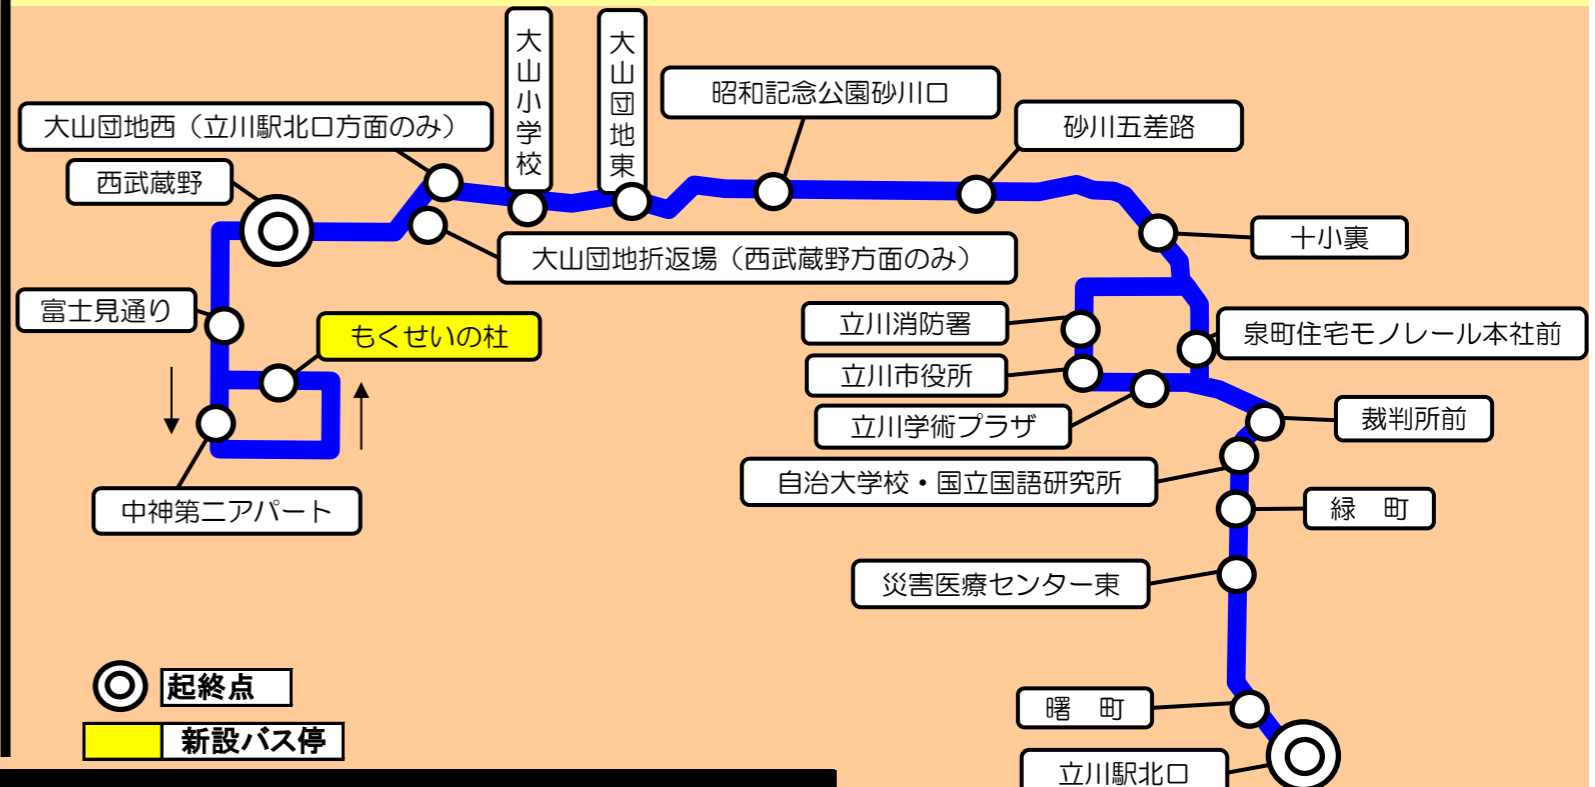 大山小学校
大山団地東
昭和記念公園砂川口
大山団地西（立川駅北口方面のみ）
砂川五差路
西武蔵野
十小裏
大山団地折返場（西武蔵野方面のみ）
富士見通り
もくせいの杜
立川消防署
泉町住宅モノレール本社前
立川市役所
立川学術プラザ
裁判所前
自治大学校・国立国語研究所
中神第二アパート
緑　町
災害医療センター東
起終点
曙　町
新設バス停
立川駅北口